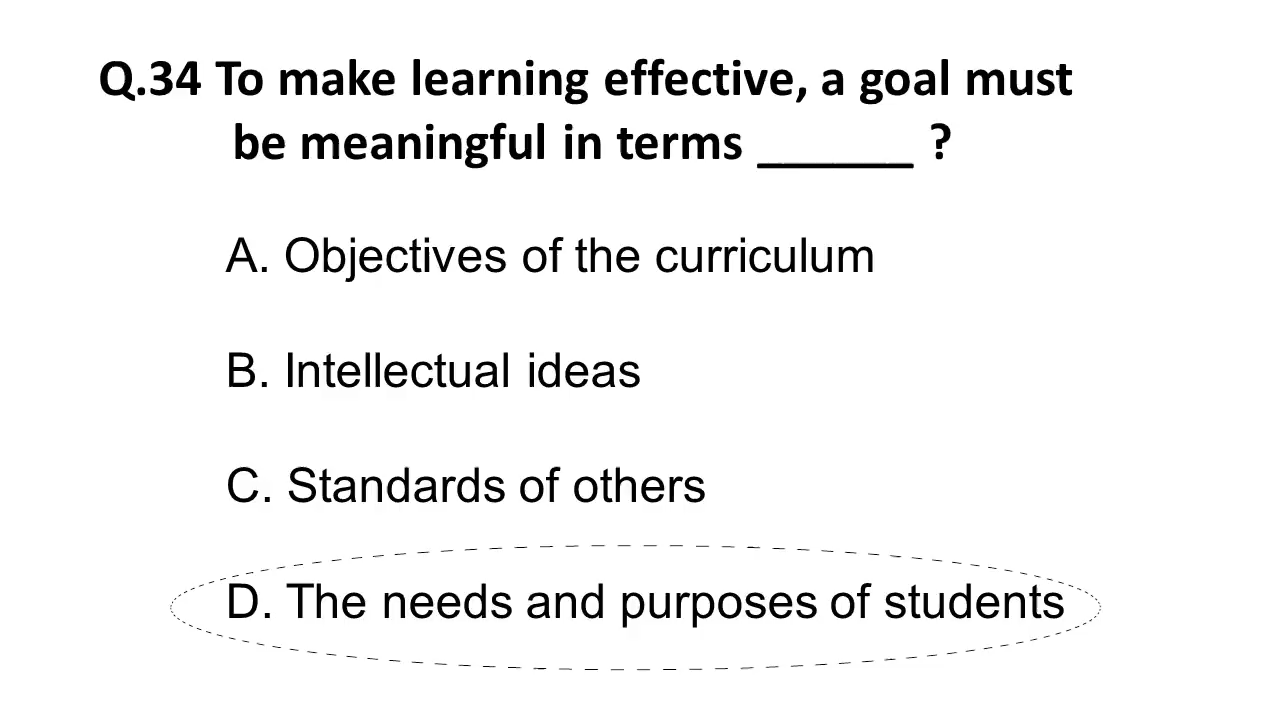 Q.34 To make learning effective, a goal must
be meaningful in terms ______ ?
A. Objectives of the curriculum
B. Intellectual ideas
C. Standards of others
D. The needs and purposes of students